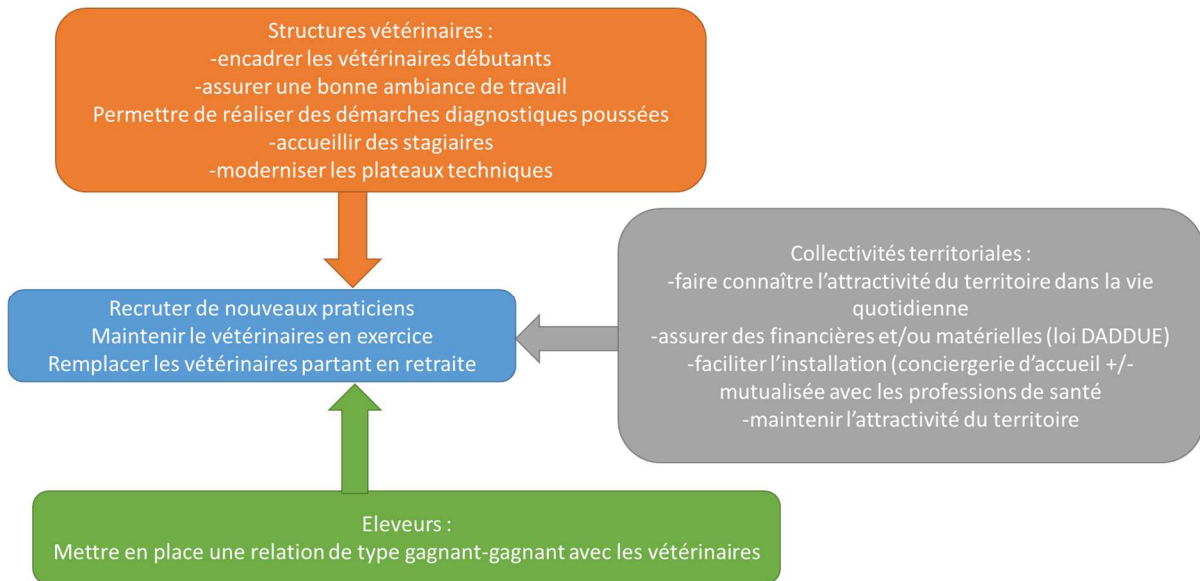 Structures vétérinaires :
-encadrer les vétérinaires débutants
-assurer une bonne ambiance de travail
Permettre de réaliser des démarches diagnostiques poussées
-accueillir des stagiaires
-moderniser les plateaux techniques
Recruter de nouveaux praticiens
Maintenir le vétérinaires en exercice
Remplacer les vétérinaires partant en retraite
Collectivités territoriales :
-faire connaître l’attractivité du territoire dans la vie
quotidienne
-assurer des financières et/ou matérielles (loi DADDUE)
-faciliter l’installation (conciergerie d’accueil +/-
mutualisée avec les professions de santé
-maintenir l’attractivité du territoire
Eleveurs :
Mettre en place une relation de type gagnant-gagnant avec les vétérinaires